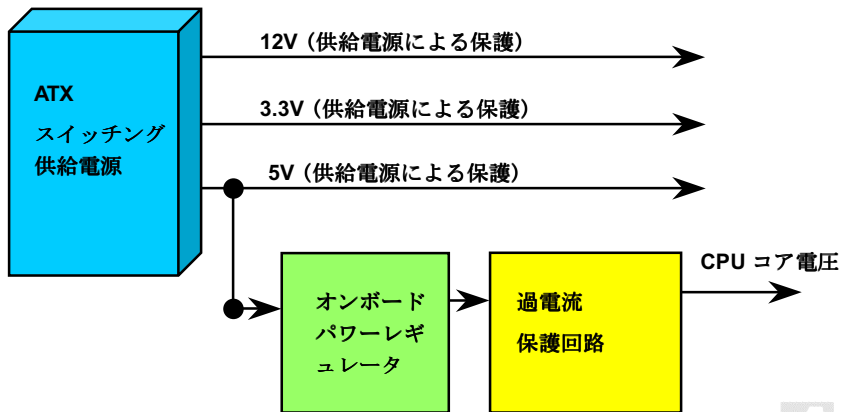 12V (供給電源による保護)
ATX
スイッチング
供給電源
3.3V (供給電源による保護)
5V (供給電源による保護)
CPU コア電圧
オンボード
パワーレギ
ュレータ
過電流
保護回路